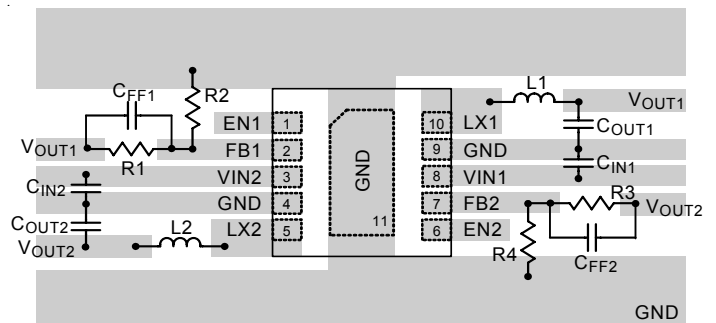 CFF1
R2
L1
VOUT1
EN1
1
10
LX1
COUT1
VOUT1
R1
FB1
2
9
GND
CIN1
GND
CIN2
VIN2
3
8
VIN1
GND
4
7
FB2
R3
VOUT2
COUT2
L2
LX2
5
11
6
EN2
R4
VOUT2
CFF2
GND